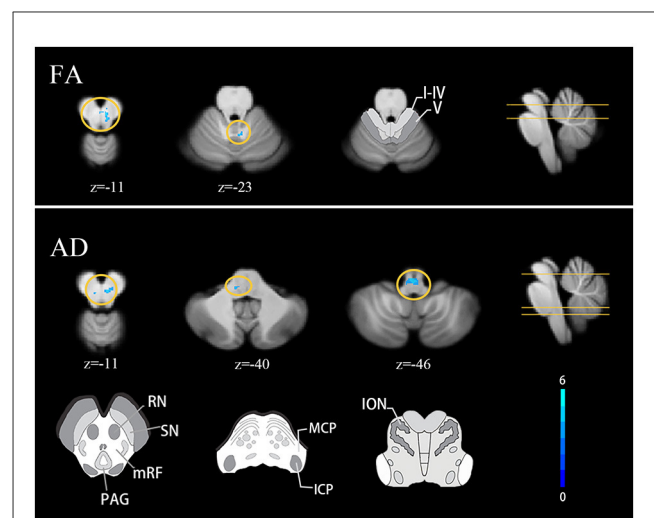 FA
I-IV
V
z=-11
z=-23
AD
z=-11
z=-40
z=-46
RN
SN
mRF
PAG
MCP
ICP
ION
6
0